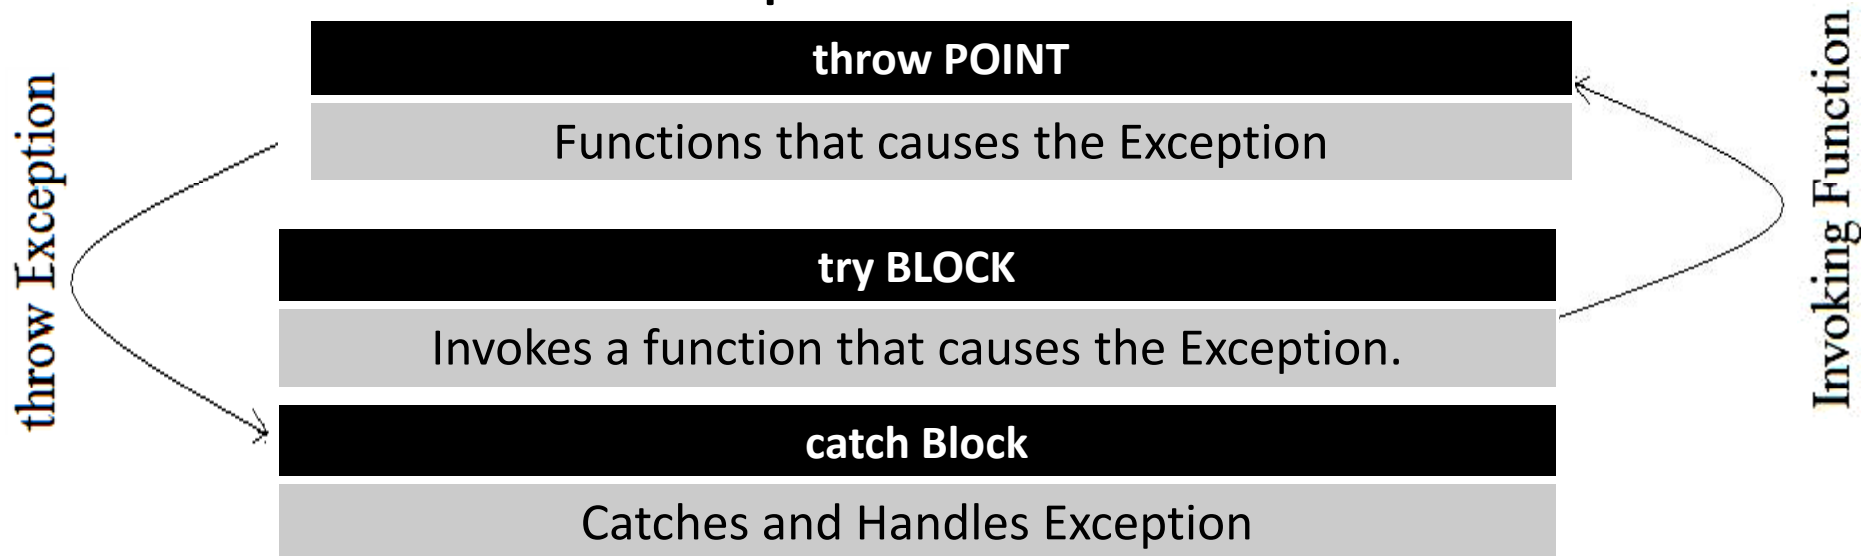 throw POINT
Functions that causes the Exception
try BLOCK
Invokes a function that causes the Exception.
catch Block
Catches and Handles Exception
throw Exception
Invoking Function